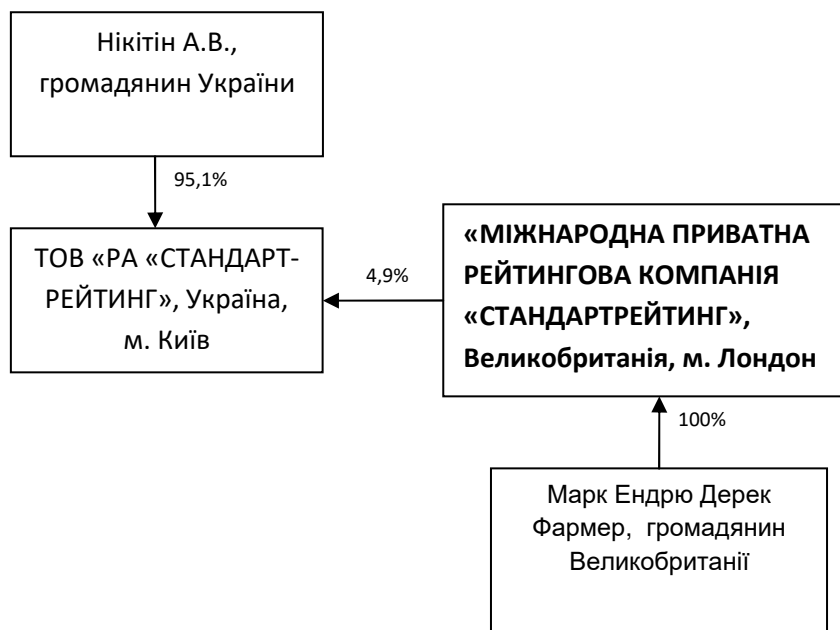 Нікітін А.В.,
громадянин України
95,1%
ТОВ «РА «СТАНДАРТ-
РЕЙТИНГ», Україна,
м. Київ
4,9%
«МІЖНАРОДНА ПРИВАТНА
РЕЙТИНГОВА КОМПАНІЯ
«СТАНДАРТРЕЙТИНГ»,
Великобританія, м. Лондон
100%
Марк Ендрю Дерек
Фармер, громадянин
Великобританії